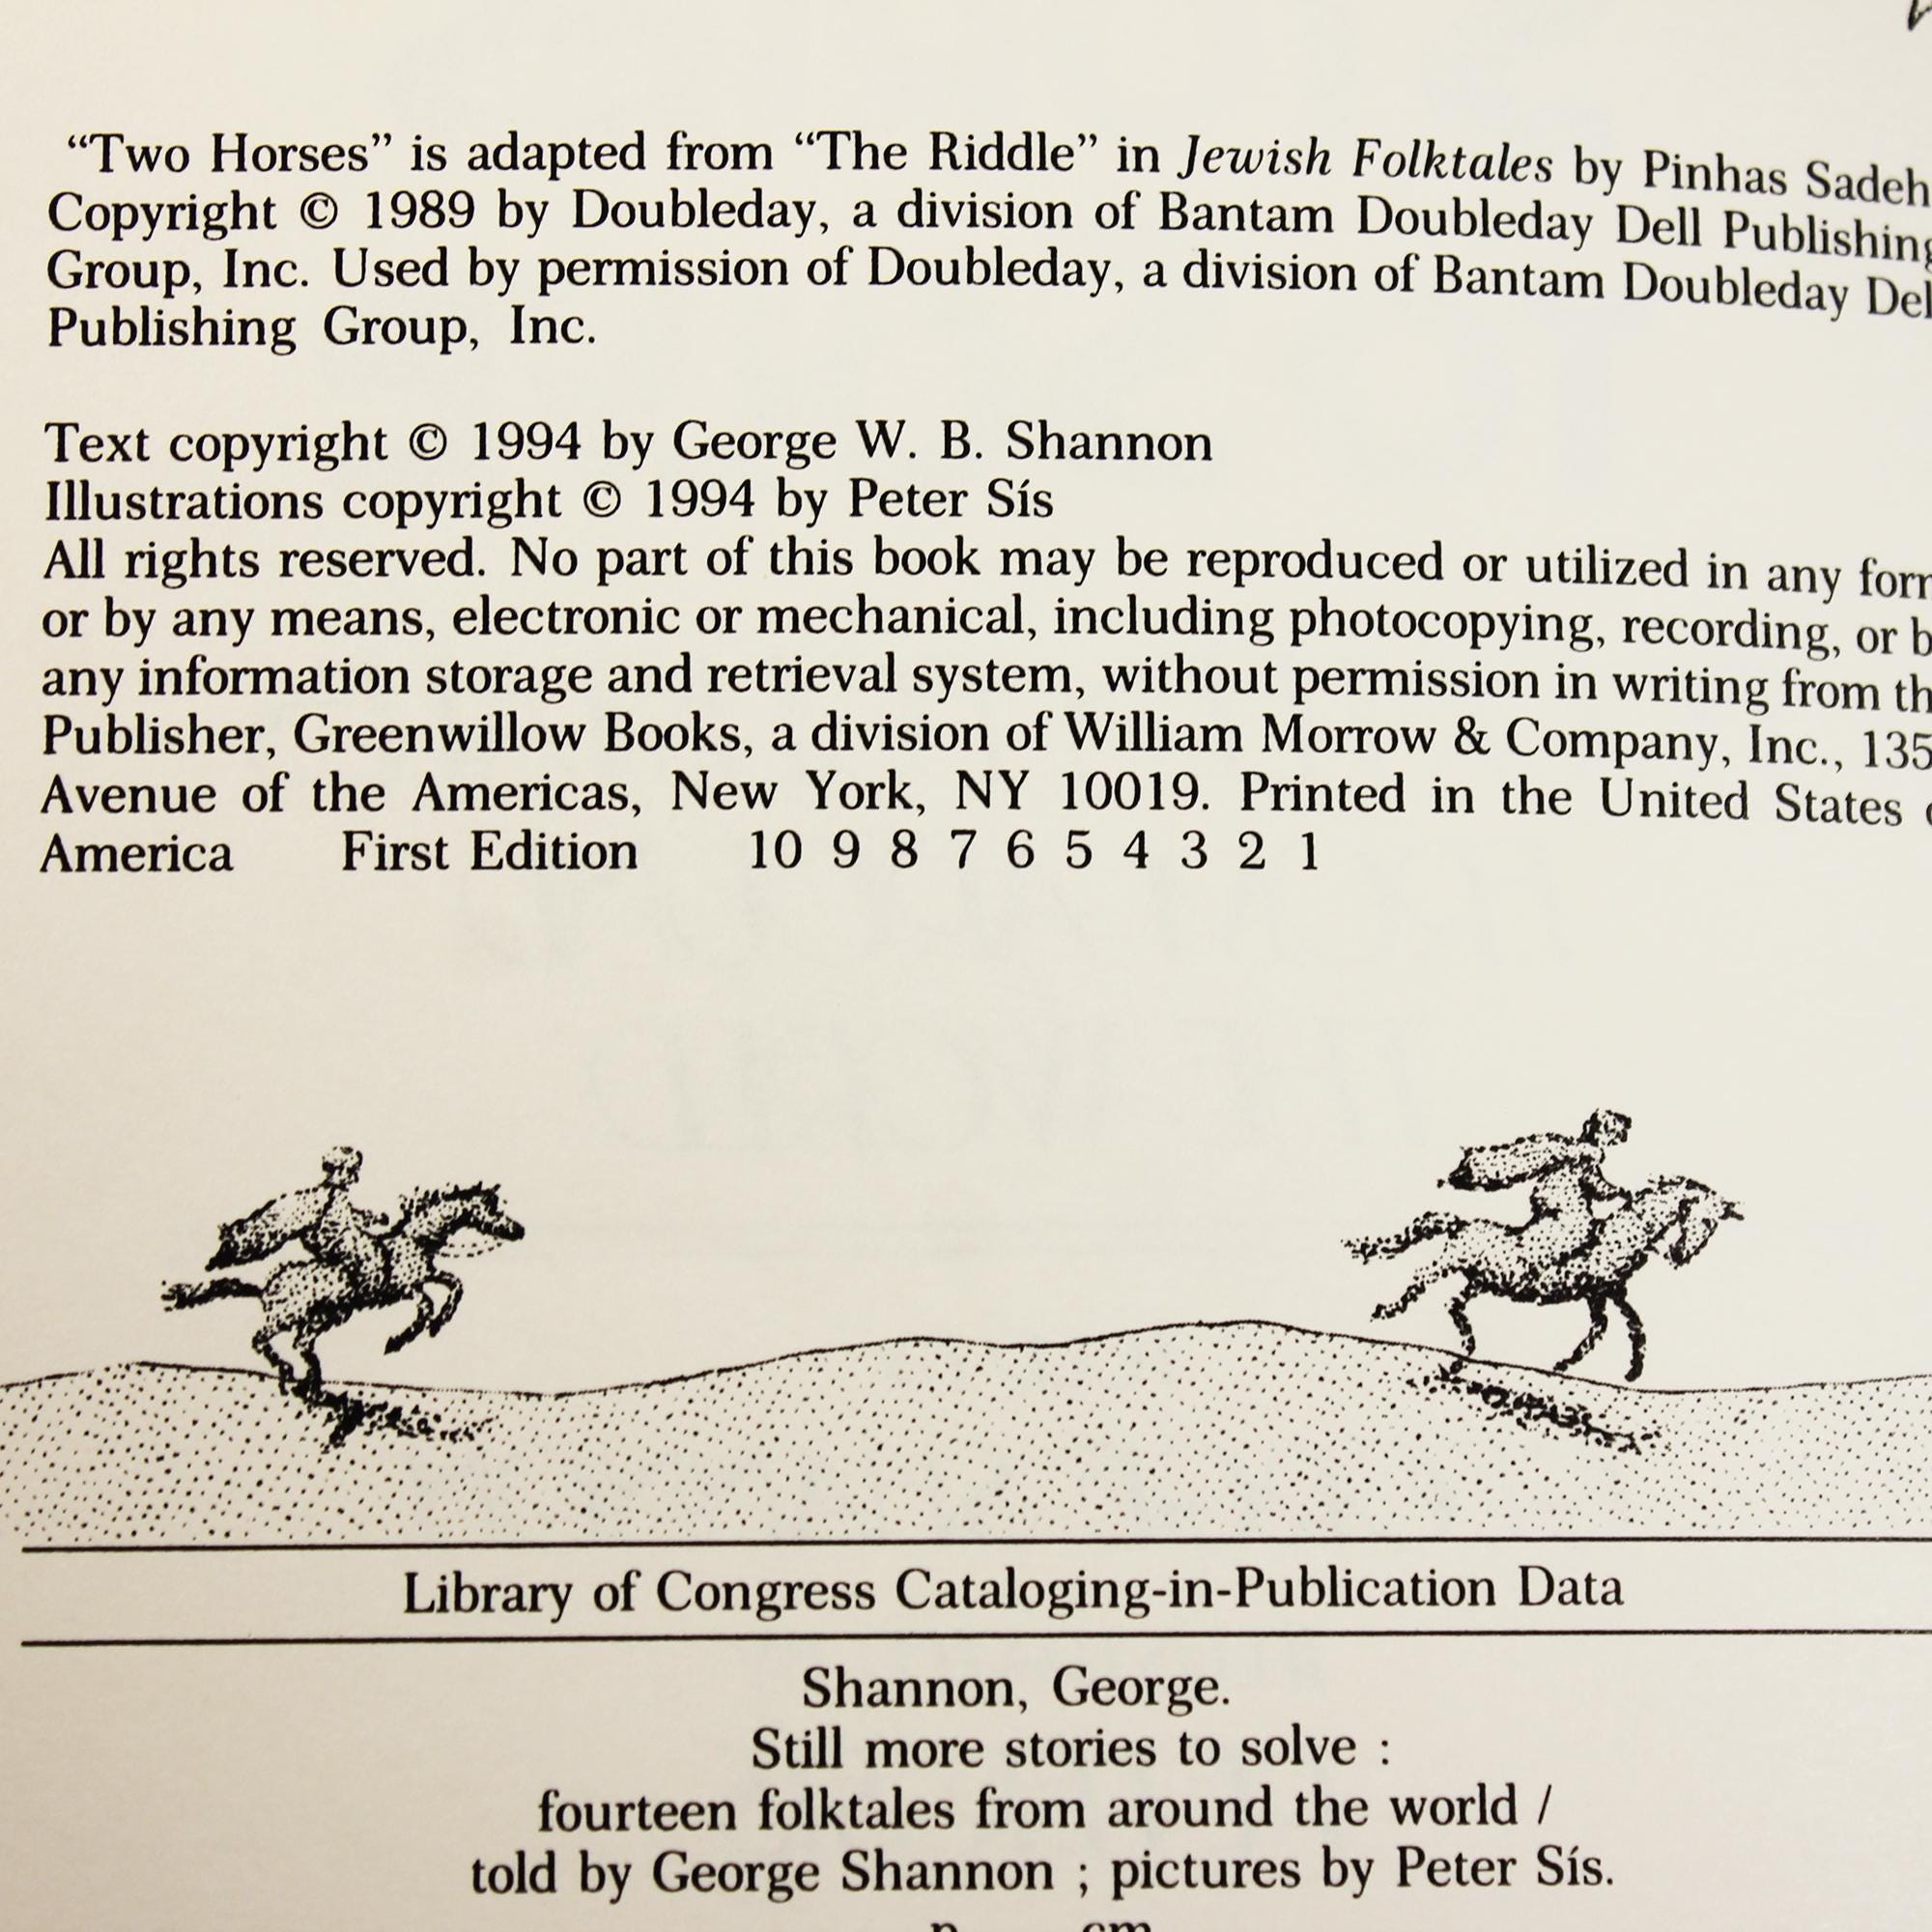 “Two Horses” is adapted from “The Riddle” in Jewish Folktales by Pinhas Sadeh
Copyright © 1989 by Doubleday, a division of Bantam Doubleday Dell Publishing
Group, Inc. Used by permission of Doubleday, a division of Bantam Doubleday Del
Publishing Group, Inc.
Text copyright © 1994 by George W. B. Shannon
Illustrations copyright © 1994 by Peter Sís
All rights reserved. No part of this book may be reproduced or utilized in any
or by any means, electronic or mechanical, including photocopying, recording, or
any information storage and retrieval system, without permission in writing from
Publisher, Greenwillow Books, a division of William Morrow & Company, Inc., 135
Avenue of the Americas, New York, NY 10019. Printed in the United States
America First Edition 10 9 8 7 6 5 4 3 2 1
Library of Congress Cataloging-in-Publication Data
Shannon, George.
Still more stories to solve :
fourteen folktales from around the world /
told by George Shannon ; pictures by Peter Sís.